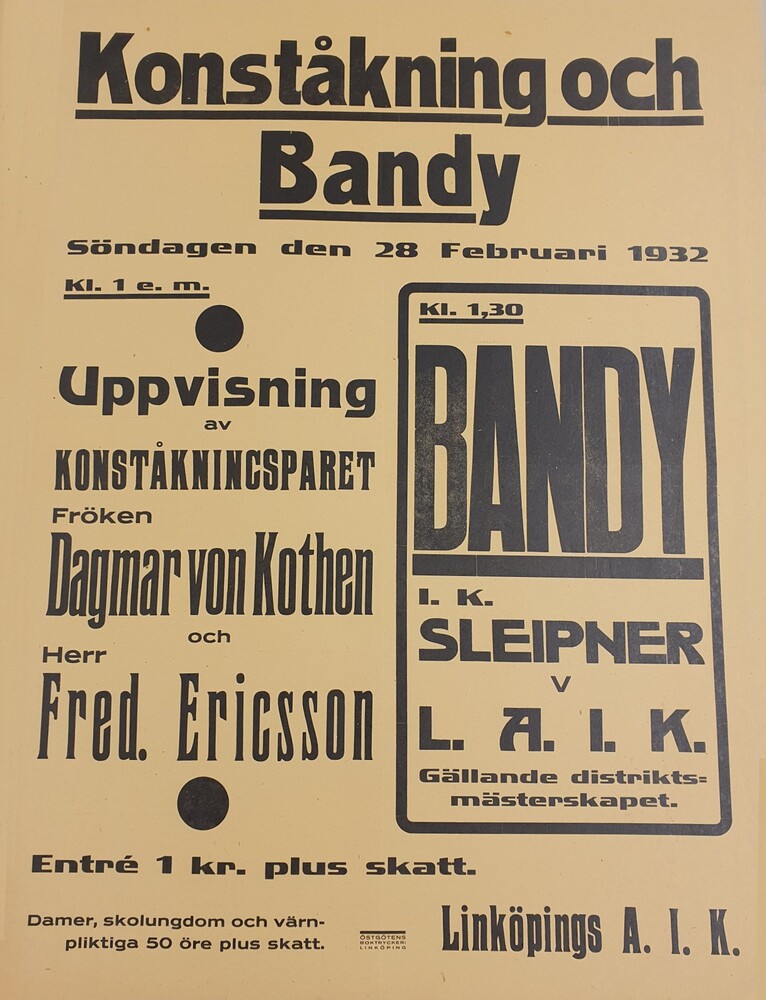 Konståkning och
Bandy
Söndagen den 28 Februari 1932
Kl. 1 e. m.
Uppvisning
av
KONSTÅKNINGSPARET
Fröken
Dagmar von Kothen
och
Herr
Fred. Ericsson
Kl. 1,30
BANDY
I. K.
SLEIPNER
v
L. A. I. K.
Gällande distrikts-
mästerskapet.
Entré 1 kr. plus skatt.
Damer, skolungdom och värn-
pliktiga 50 öre plus skatt.
ÖSTGÖTENS
BOKTRYCKERI
LINKÖPING
Linköpings A. I. K.